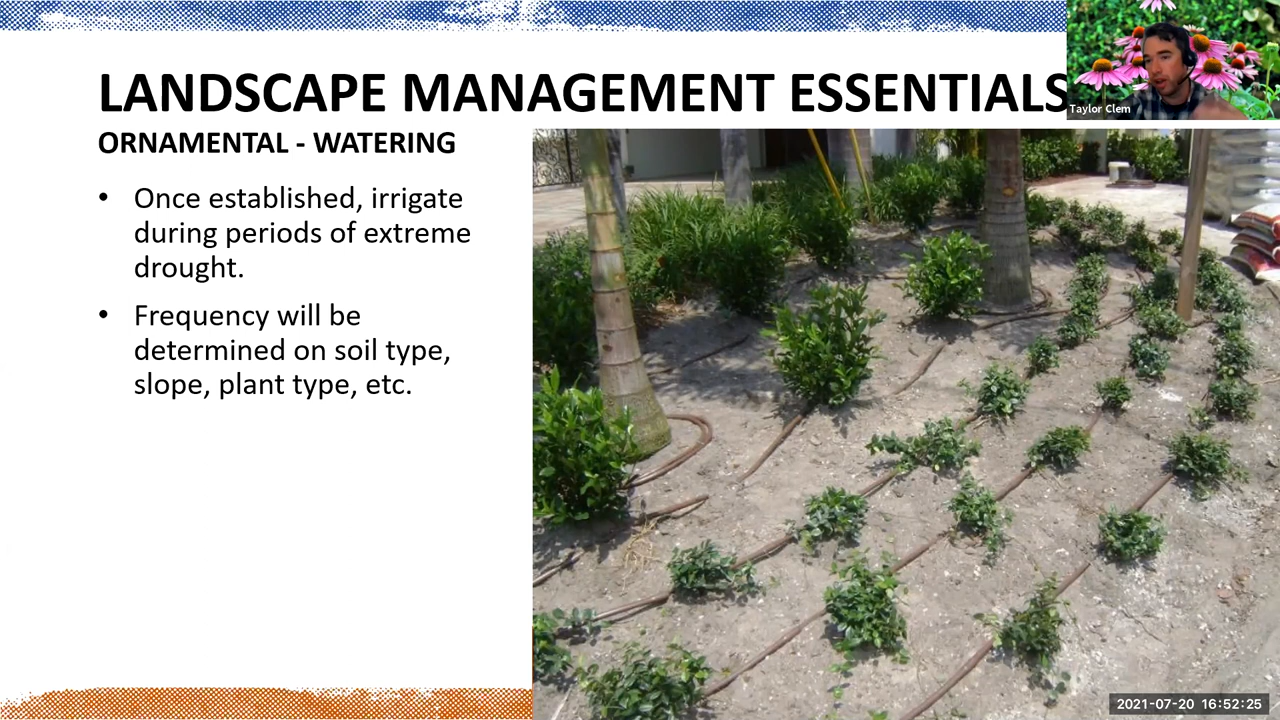 LANDSCAPE MANAGEMENT ESSENTIALS
Taylor Clem
ORNAMENTAL - WATERING
• Once established, irrigate
during periods of extreme
drought.
• Frequency will be
determined on soil type,
slope, plant type, etc.
2021-07-20 16:52:25